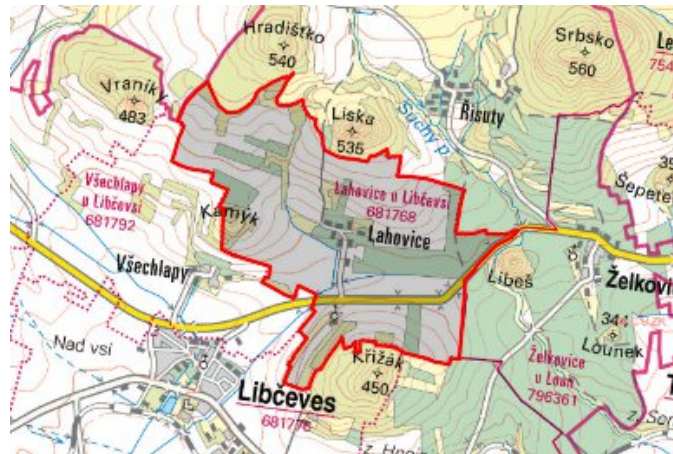 Hradišťko
540
Srbsko
560
Vraníky
483
Liska
535
Suchý p.
Řisuty
Všechlapy
u Libčevsi
681792
Lahovice u Libčevsi
681768
Šepete
Kamýk
Lahovice
Všechlapy
Libeš
Želkovi
Nad vsí
344
Lounek
Křižák
450
Želkovice
u Loun
796361
Libčeves
681776